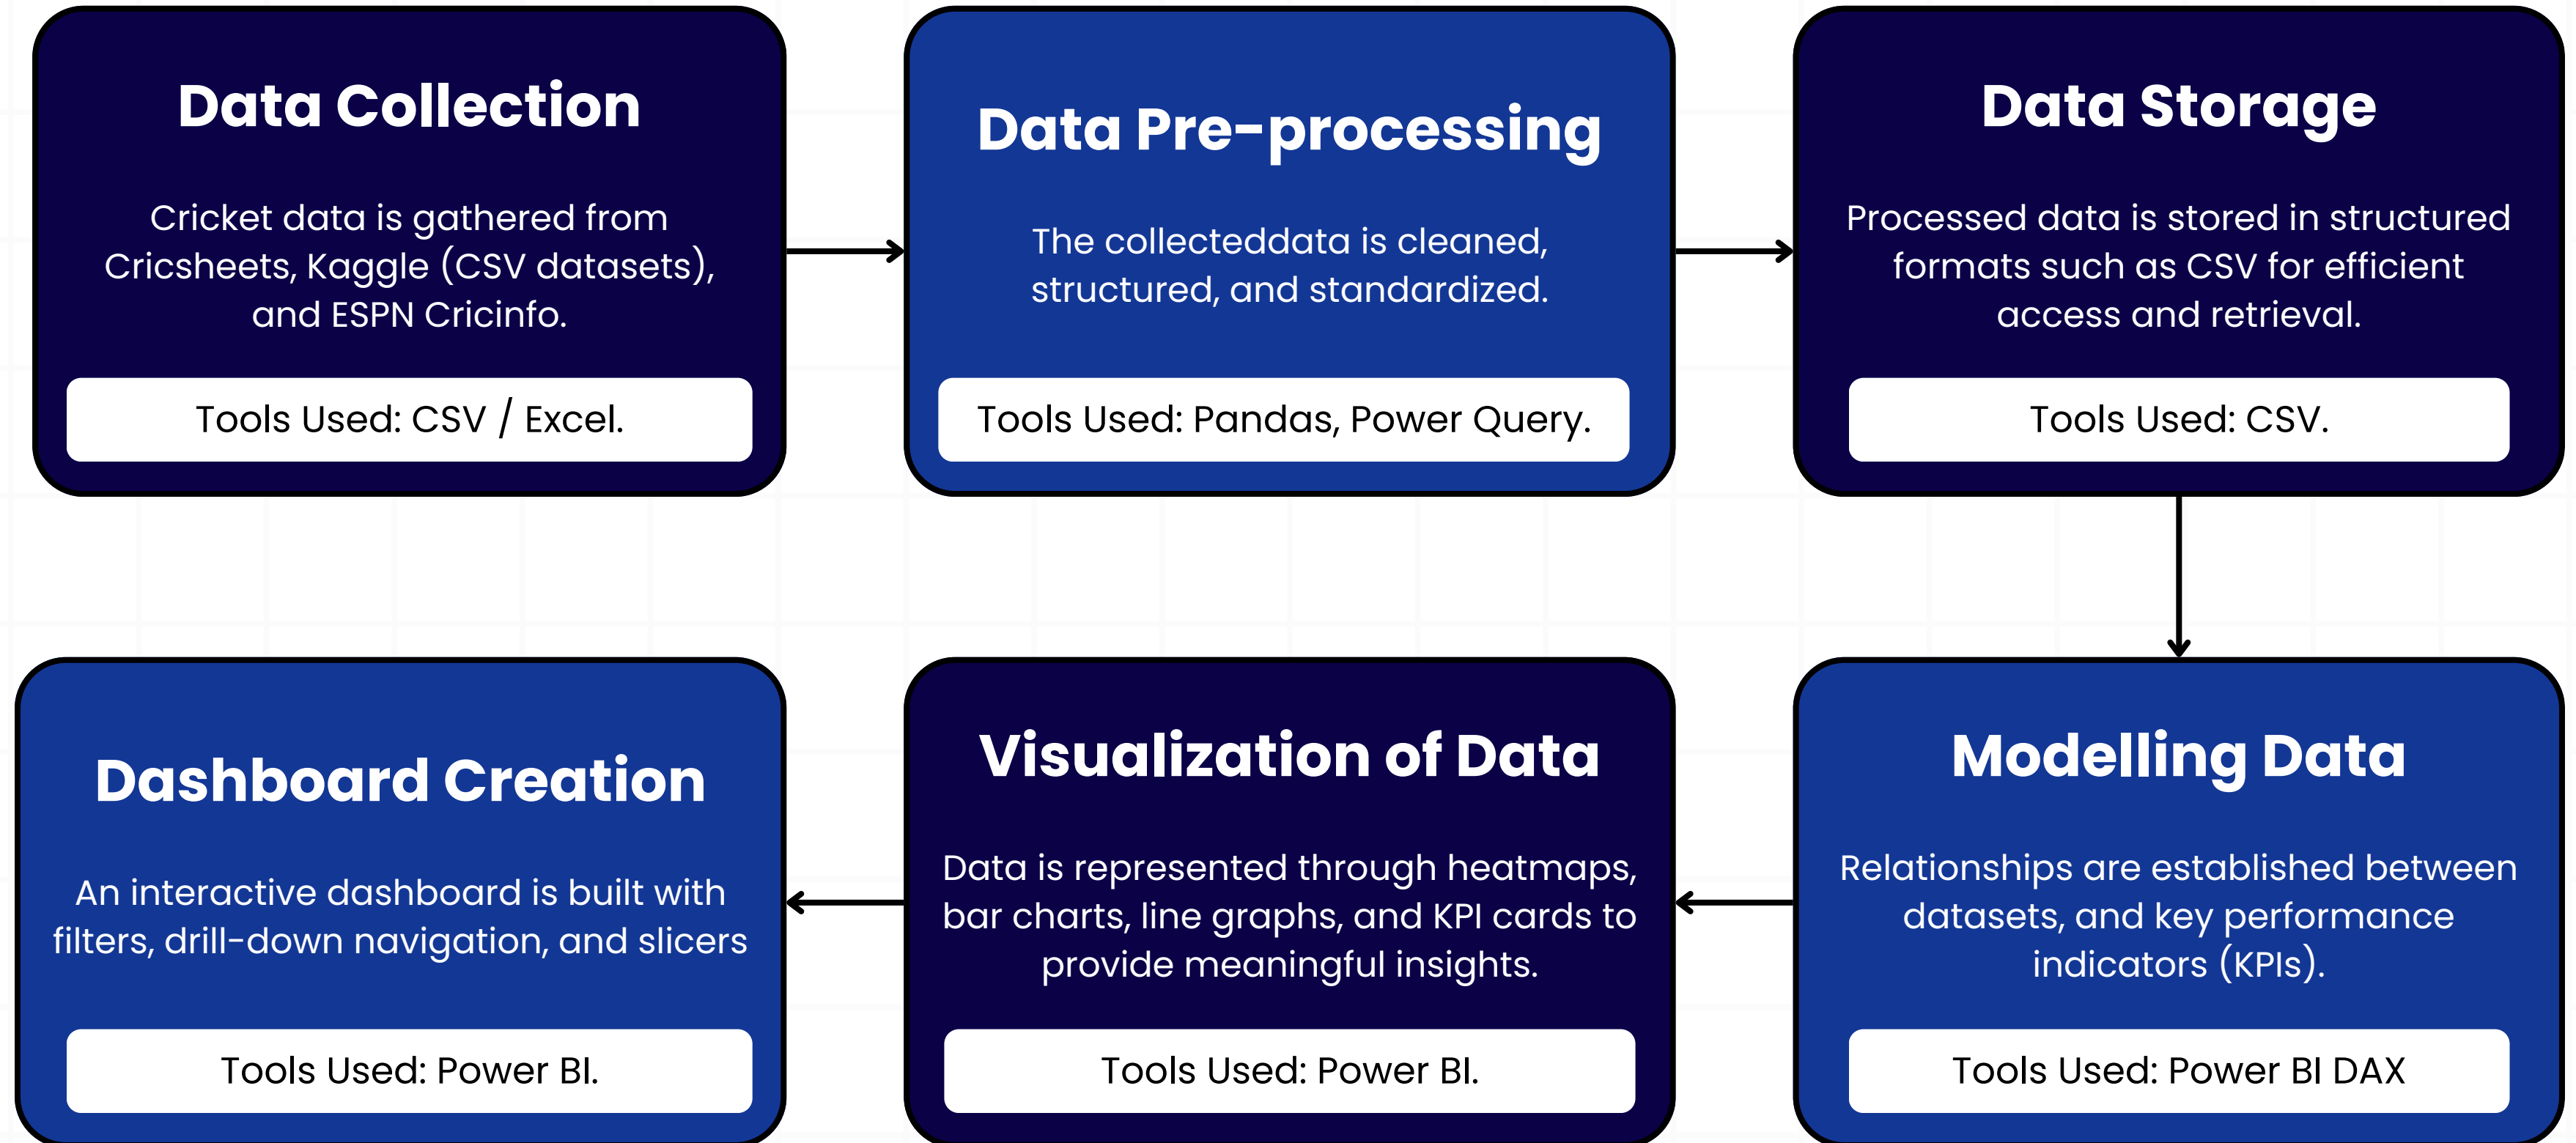 Data Collection
Cricket data is gathered from
Cricsheets, Kaggle (CSV datasets),
and ESPN Cricinfo.
Tools Used: CSV / Excel.
Data Pre-processing
The collecteddata is cleaned,
structured, and standardized.
Tools Used: Pandas, Power Query.
Data Storage
Processed data is stored in structured
formats such as CSV for efficient
access and retrieval.
Tools Used: CSV.
Modelling Data
Relationships are established between
datasets, and key performance
indicators (KPIs).
Tools Used: Power BI DAX
Visualization of Data
Data is represented through heatmaps,
bar charts, line graphs, and KPI cards to
provide meaningful insights.
Tools Used: Power BI.
Dashboard Creation
An interactive dashboard is built with
filters, drill-down navigation, and slicers
Tools Used: Power BI.